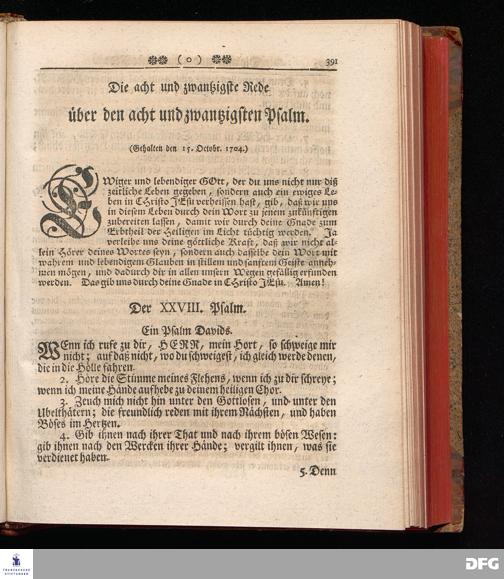 ❀❀ ( o ) ❀❀ 391
Die acht und zwantzigste Rede
über den acht und zwantzigsten Psalm.
(Gehalten den 15. Octobr. 1704.)
EWiger und lebendiger GOtt, der du uns nicht nur diß
zeitliche Leben gegeben, sondern auch ein ewiges Le-
ben in CHristo JEsu verheissen hast, gib, daß wir uns
in diesem Leben durch dein Wort zu jenem zukünftigen
zubereiten lassen, damit wir durch deine Gnade zum
Erbtheil der Heiligen im Licht tüchtig werden. Ja
verleihe uns deine göttliche Kraft, daß wir nicht al-
lein Hörer deines Wortes seyn, sondern auch dasselbe dein Wort mit
wahrem und lebendigem Glauben in stillem und sanftem Geiste anneh-
men mögen, und dadurch dir in allen unsern Wegen gefällig erfunden
werden. Das gib uns durch deine Gnade in CHristo JEsu. Amen!
Der XXVIII. Psalm.
Ein Psalm Davids.
WEnn ich rufe zu dir, HERR, mein Hort, so schweige mir
nicht; auf daß nicht, wo du schweigest, ich gleich werde denen,
die in die Hölle fahren.
2. Höre die Stimme meines Flehens, wenn ich zu dir schreye;
wenn ich meine Hände aufhebe zu deinem heiligen Chor.
3. Zeuch mich nicht hin unter den Gottlosen, und unter den
Ubelthätern; die freundlich reden mit ihrem Nächsten, und haben
Böses im Hertzen.
4. Gib ihnen nach ihrer That und nach ihrem bösen Wesen:
gib ihnen nach den Wercken ihrer Hände; vergilt ihnen, was sie
verdienet haben.
5. Denn
FRANCKESCHE
STIFTUNGEN
DFG